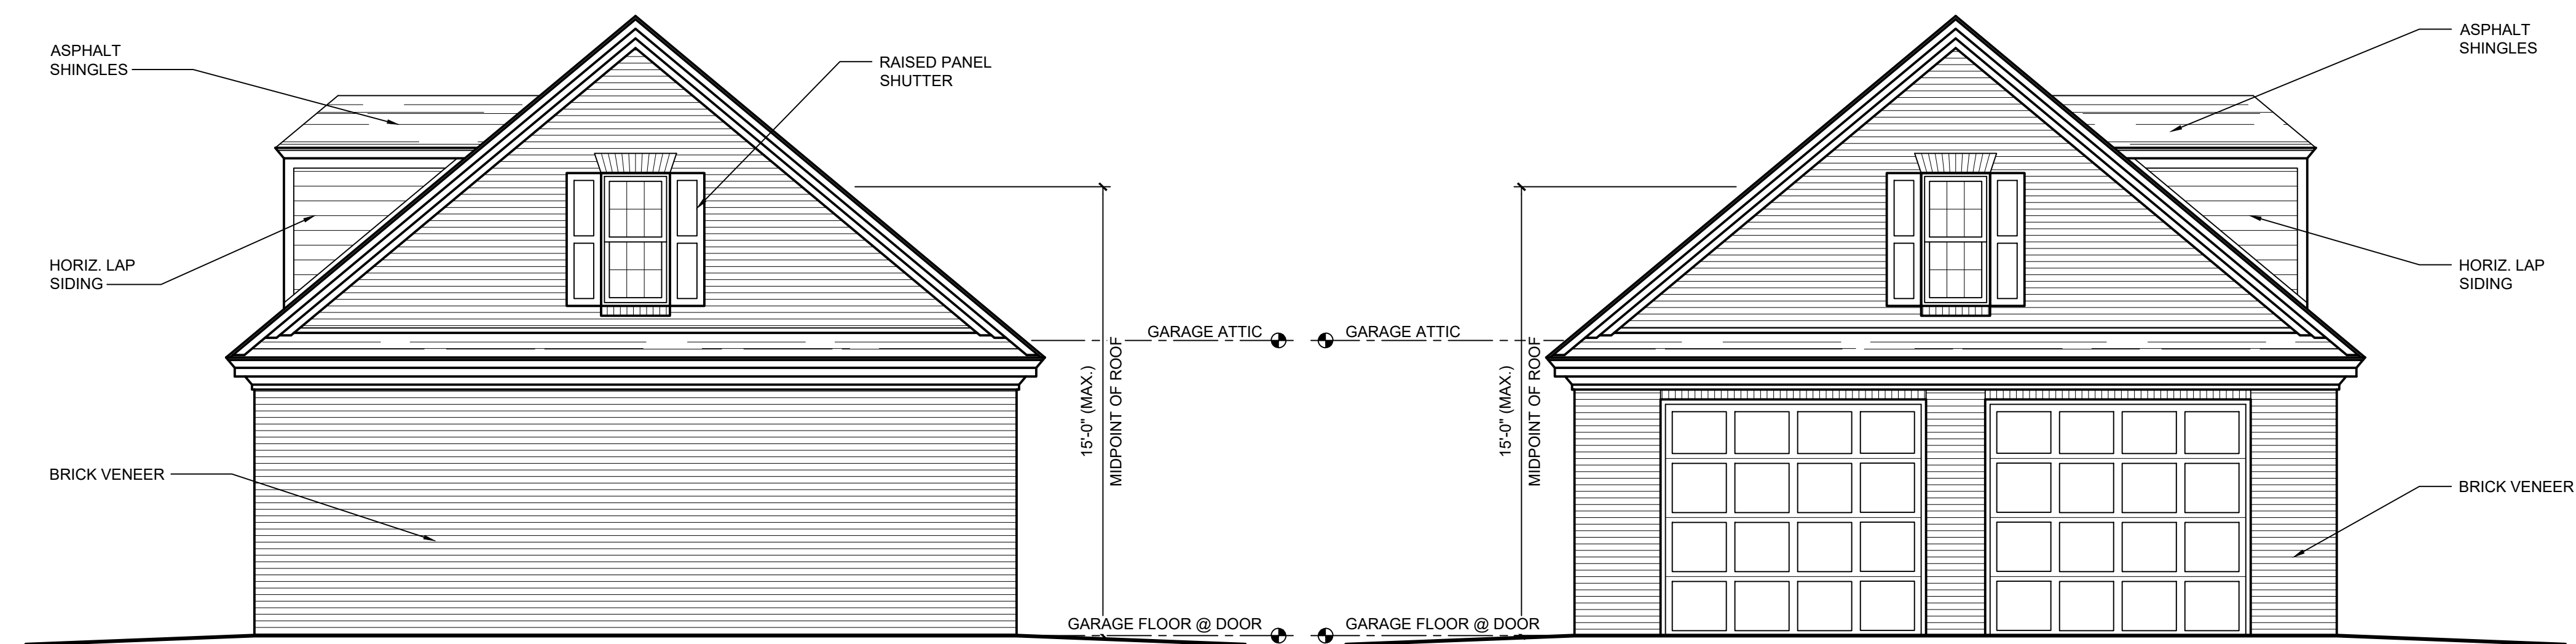 ASPHALT
SHINGLES
RAISED PANEL
SHUTTER
HORIZ. LAP
SIDING
BRICK VENEER
GARAGE ATTIC
15'-0" (MAX.)
MIDPOINT OF ROOF
GARAGE FLOOR @ DOOR
ASPHALT
SHINGLES
HORIZ. LAP
SIDING
GARAGE ATTIC
15'-0" (MAX.)
MIDPOINT OF ROOF
BRICK VENEER
GARAGE FLOOR @ DOOR